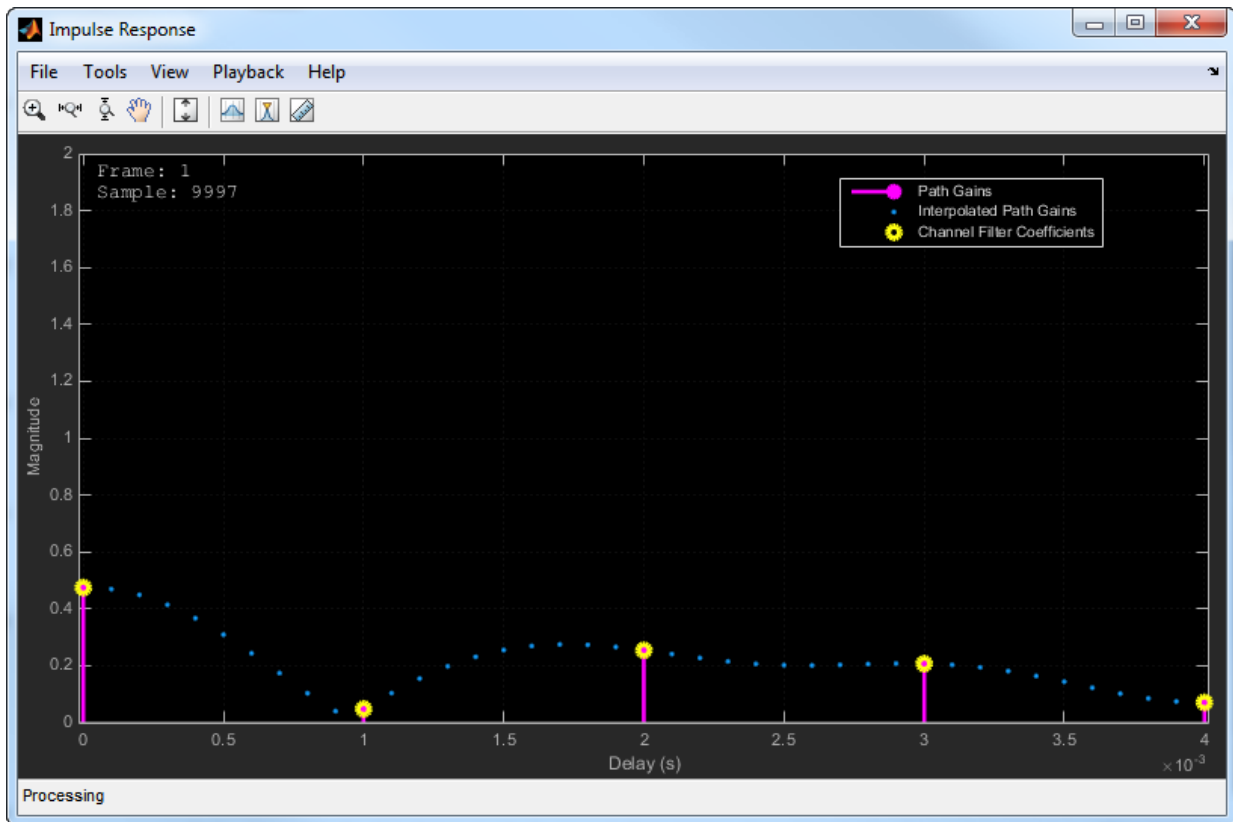 Impulse Response
File Tools View Playback Help
Frame: 1
Sample: 9997
Path Gains
Interpolated Path Gains
Channel Filter Coefficients
2
1.8
1.6
1.4
1.2
1
0.8
0.6
0.4
0.2
0
Magnitude
0 0.5 1 1.5 2 2.5 3 3.5 4
Delay (s)
×10⁻³
Processing